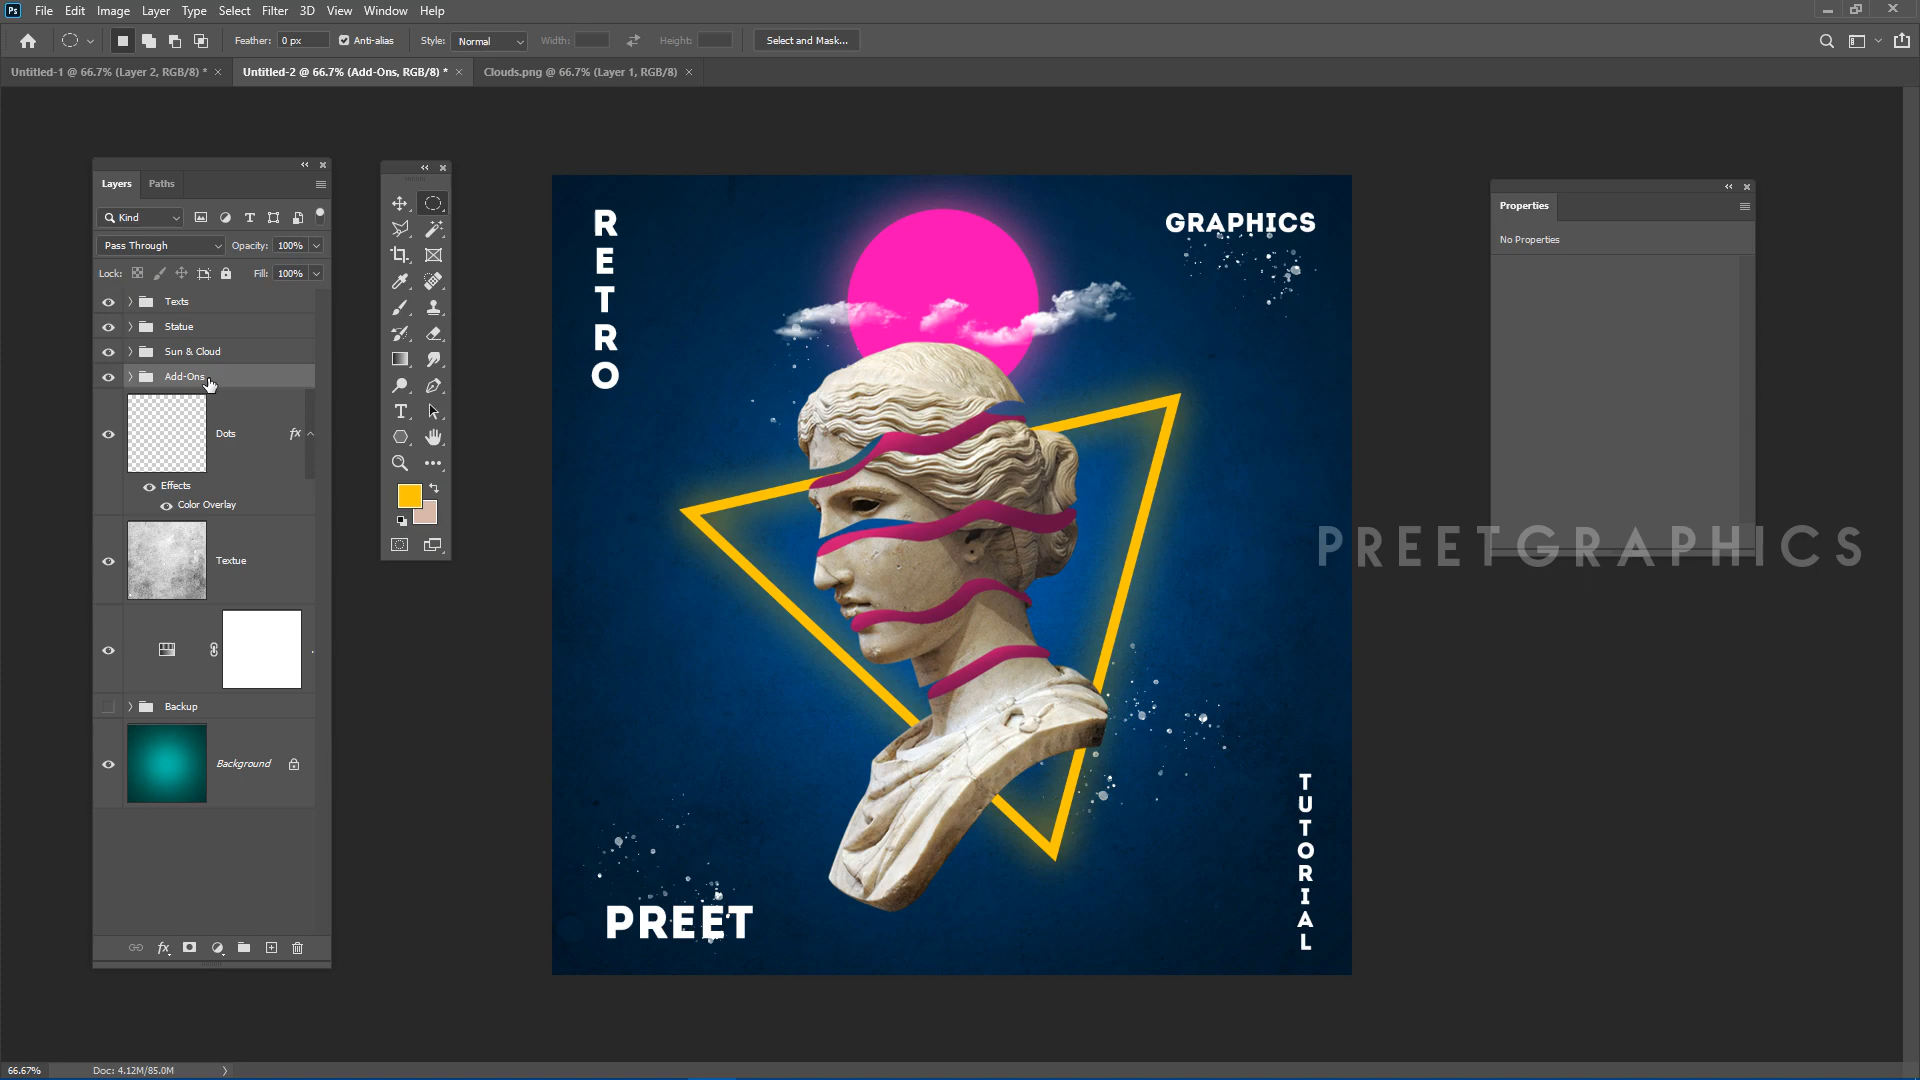 Ps File Edit Image Layer Type Select Filter 3D View Window Help
Feather: 0 px Anti-alias Style: Normal Width: Height: Select and Mask...
Untitled-1 @ 66.7% (Layer 2, RGB/8) * × Untitled-2 @ 66.7% (Add-Ons, RGB/8) * × Clouds.png @ 66.7% (Layer 1, RGB/8) ×
Layers Paths
Kind
Pass Through Opacity: 100%
Lock: Fill: 100%
Texts
Statue
Sun & Cloud
Add-Ons
Dots fx
Effects
Color Overlay
Textue
Backup
Background
fx
RETRO
GRAPHICS
PREET
TUTORIAL
Properties
No Properties
PREETGRAPHICS
66.67% Doc: 4.12M/85.0M